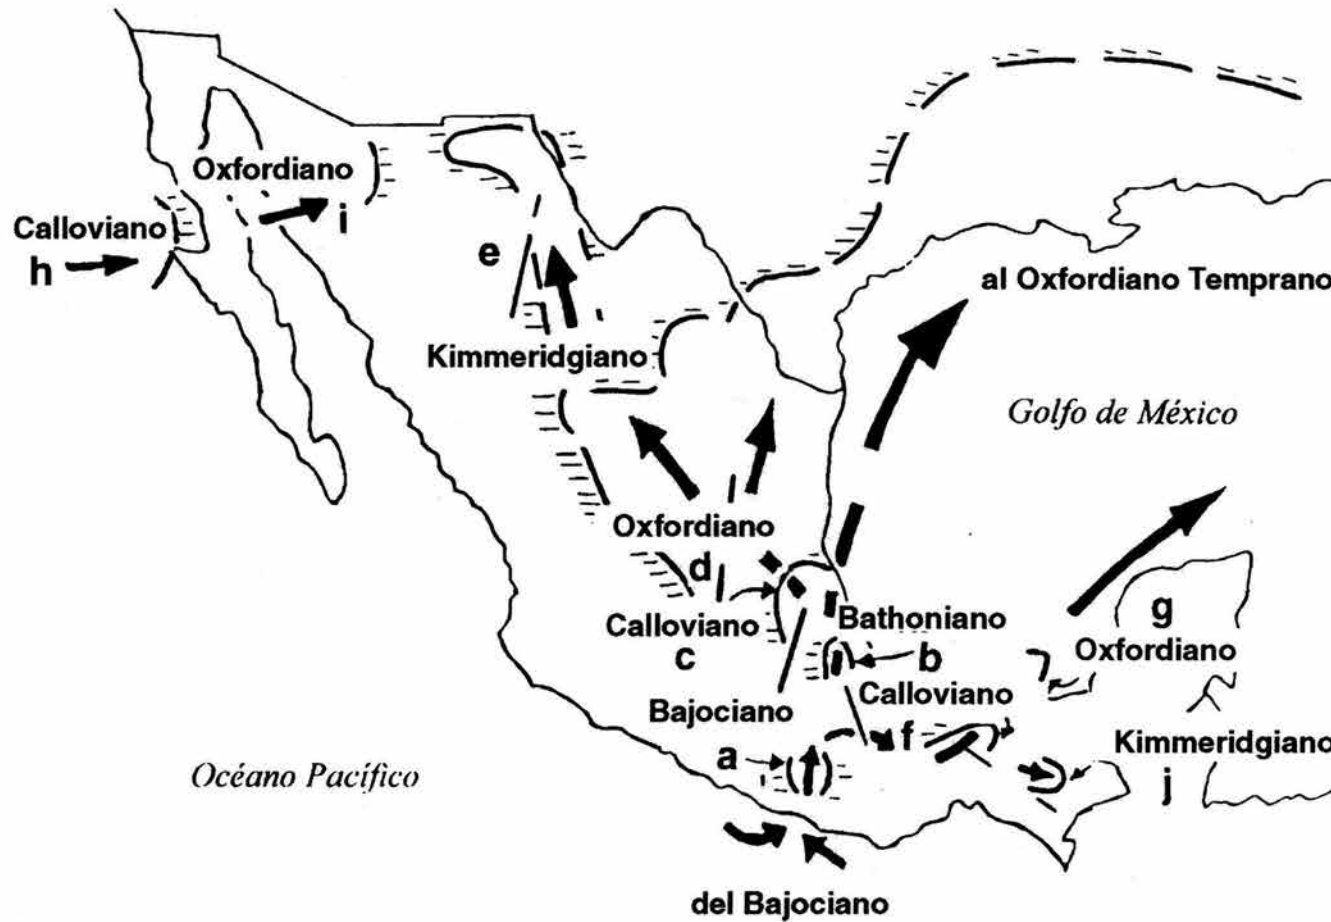 Oxfordiano
i
Calloviano
h
e
al Oxfordiano Temprano
Kimmeridgiano
Golfo de México
Oxfordiano
d
Calloviano
c
Bathoniano
b
g
Oxfordiano
Bajociano
a
Calloviano
f
Kimmeridgiano
j
Océano Pacífico
del Bajociano